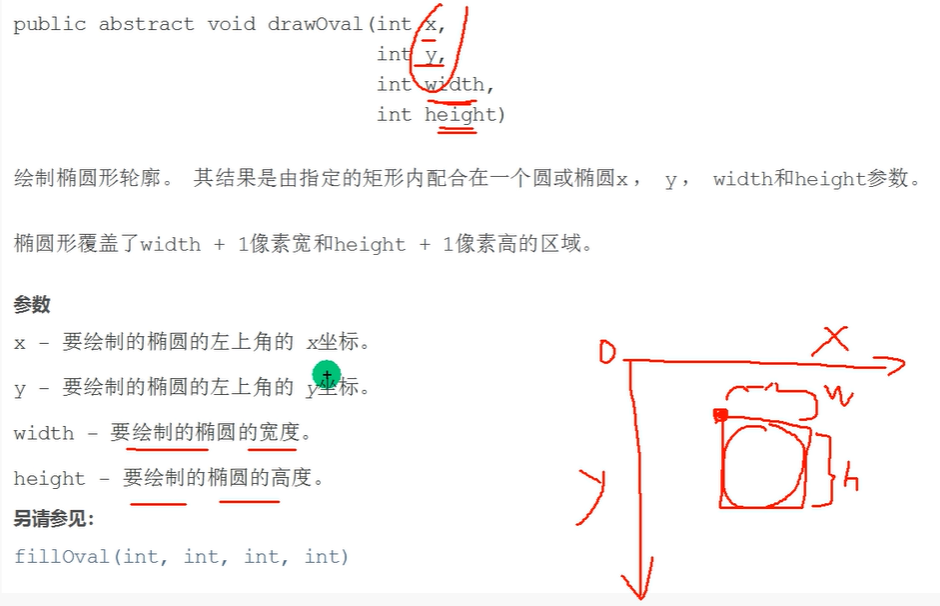 public abstract void drawOval(int x,
int y,
int width,
int height)
绘制椭圆形轮廓。 其结果是由指定的矩形内配合在一个圆或椭圆x， y， width和height参数。
椭圆形覆盖了width + 1像素宽和height + 1像素高的区域。
参数
x - 要绘制的椭圆的左上角的 x坐标。
y - 要绘制的椭圆的左上角的 y坐标。
width - 要绘制的椭圆的宽度。
height - 要绘制的椭圆的高度。
另请参见：
fillOval(int, int, int, int)
O
X
W
h
y